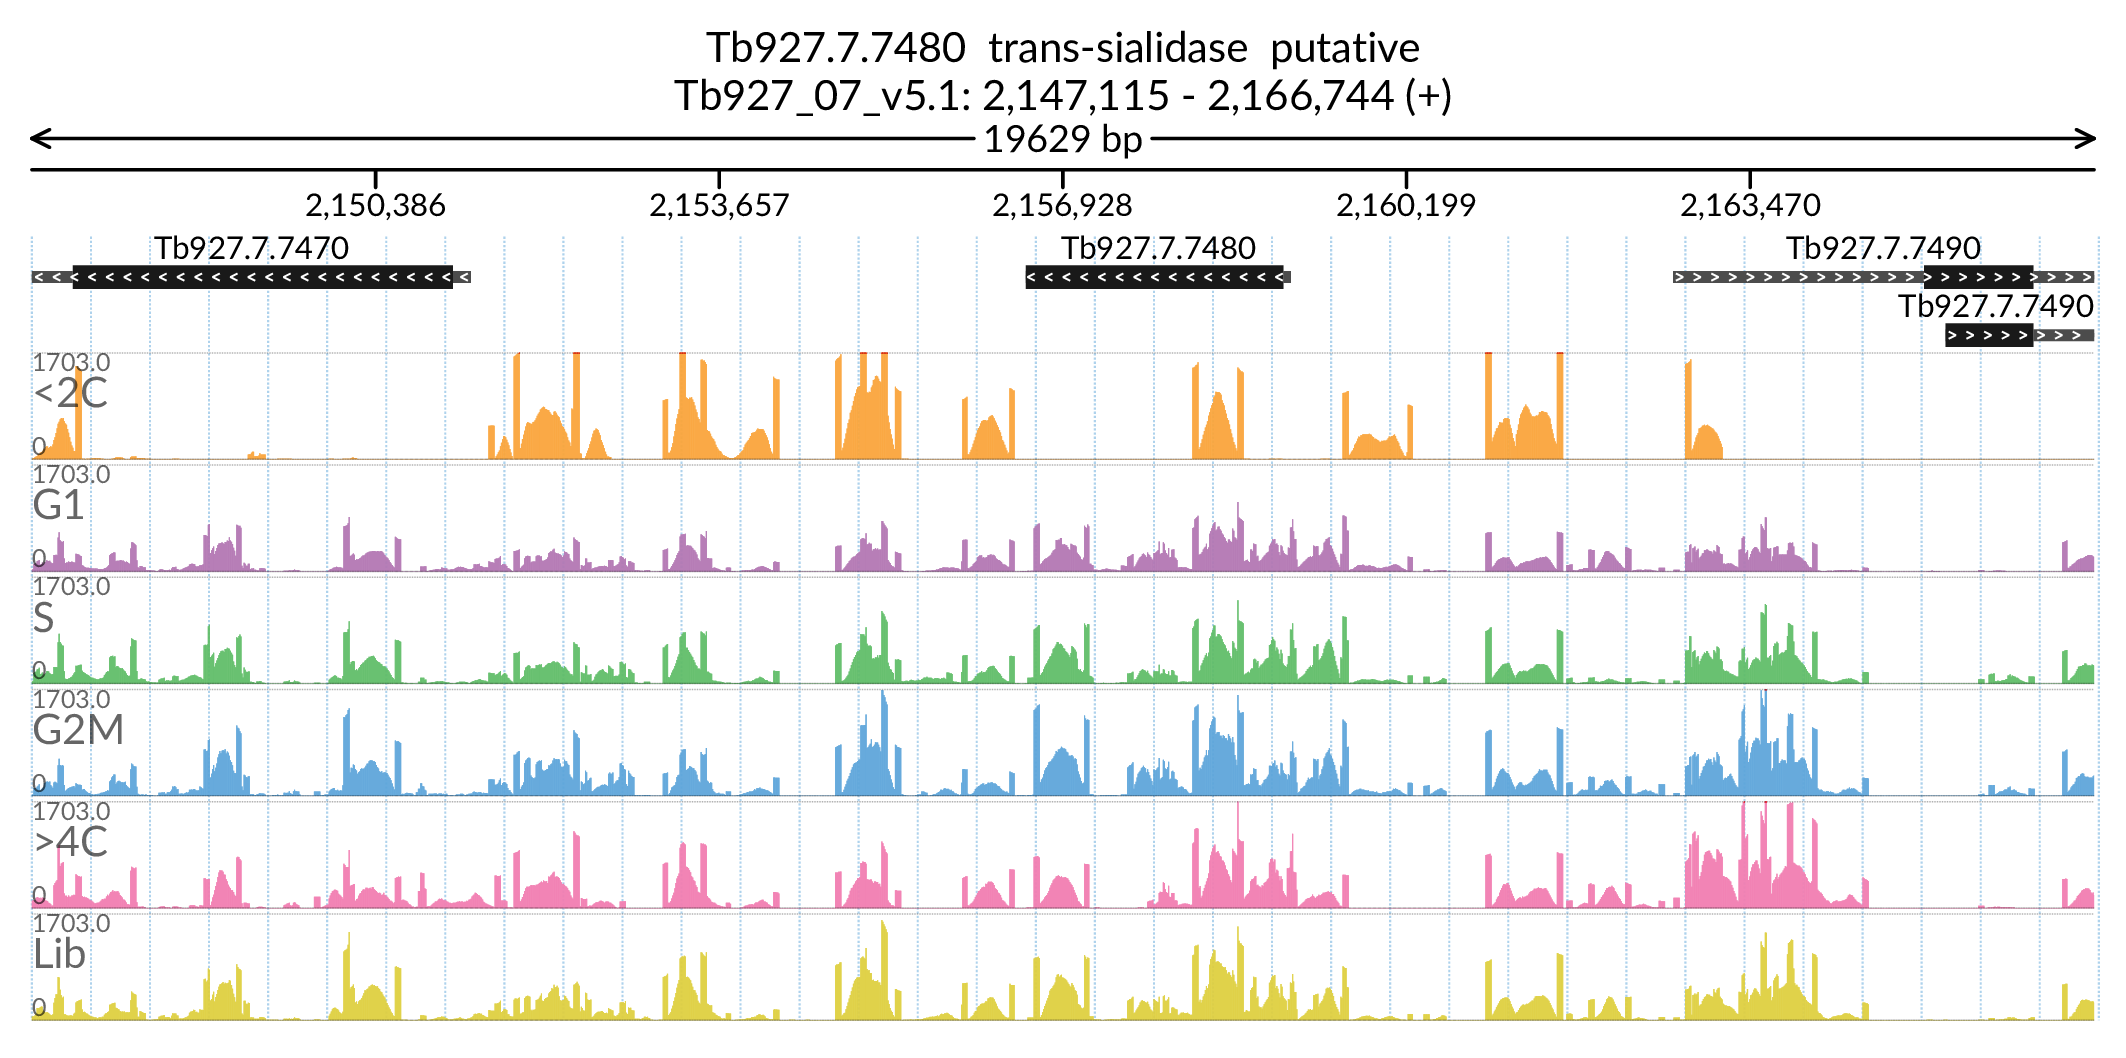 Tb927.7.7480 trans-sialidase putative
Tb927_07_v5.1: 2,147,115 - 2,166,744 (+)
19629 bp
2,150,386 2,153,657 2,156,928 2,160,199 2,163,470
Tb927.7.7470 Tb927.7.7480 Tb927.7.7490
Tb927.7.7490
1703.0
<2C
0
1703.0
G1
0
1703.0
S
0
1703.0
G2M
0
1703.0
>4C
0
1703.0
Lib
0